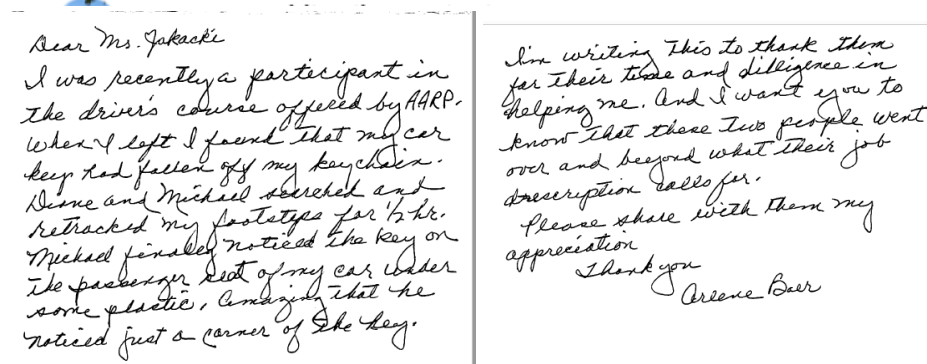 Dear Ms. Jakacki
I was recently a participant in
the driver's course offered by AARP.
When I left I found that my car
key had fallen off my keychain.
Diane and Michael searched and
retracked my footsteps for ½ hr.
Michael finally noticed the key on
the passenger seat of my car under
some plastic. Amazing that he
noticed just a corner of the key.
I'm writing this to thank them
for their time and dilligence in
helping me. And I want you to
know that these two people went
over and beyond what their job
description calls for.
Please share with them my
appreciation
Thank you
Arlene Baer